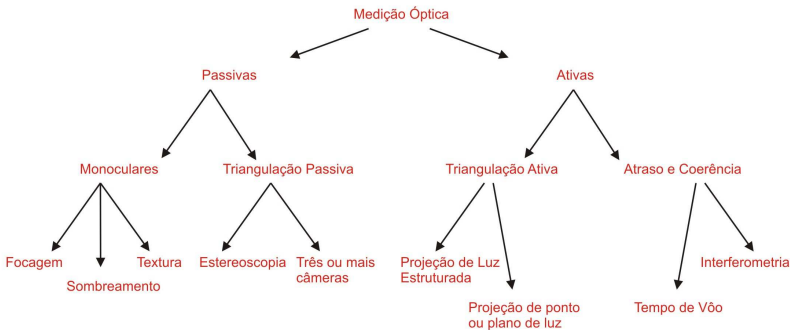 Medição Óptica
Passivas
Ativas
Monoculares
Triangulação Passiva
Triangulação Ativa
Atraso e Coerência
Focagem
Sombreamento
Textura
Estereoscopia
Três ou mais
câmeras
Projeção de Luz
Estruturada
Projeção de ponto
ou plano de luz
Tempo de Vôo
Interferometria